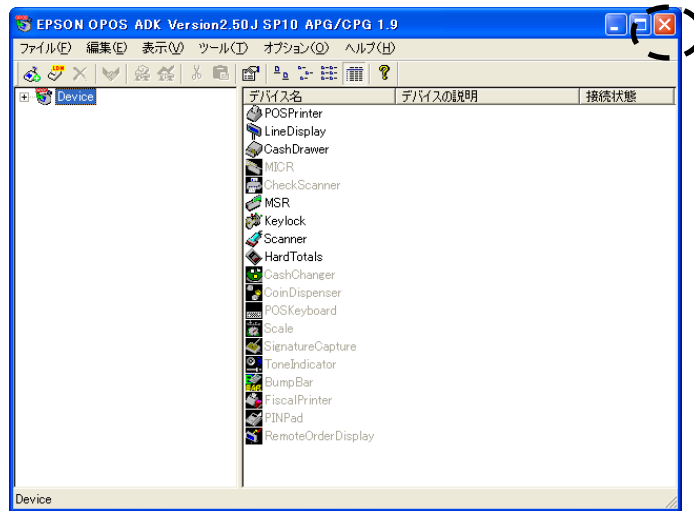 EPSON OPOS ADK Version2.50J SP10 APG/CPG 1.9
ファイル(F) 編集(E) 表示(V) ツール(T) オプション(O) ヘルプ(H)
Device
デバイス名 デバイスの説明 接続状態
POSPrinter
LineDisplay
CashDrawer
MICR
CheckScanner
MSR
Keylock
Scanner
HardTotals
CashChanger
CoinDispenser
POSKeyboard
Scale
SignatureCapture
ToneIndicator
BumpBar
FiscalPrinter
PINPad
RemoteOrderDisplay
Device